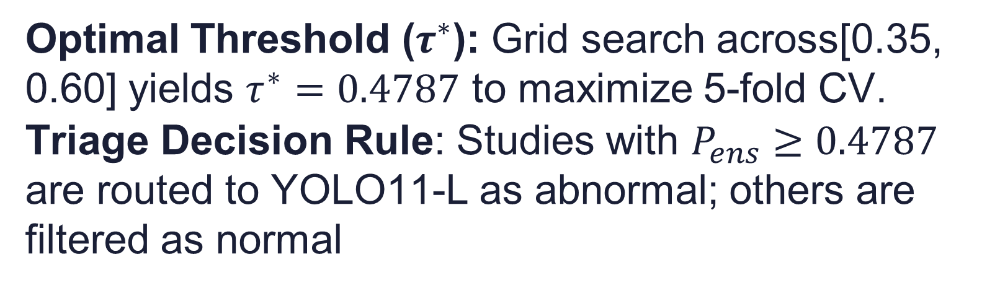 Optimal Threshold (τ*): Grid search across[0.35,
0.60] yields τ* = 0.4787 to maximize 5-fold CV.
Triage Decision Rule: Studies with P_ens ≥ 0.4787
are routed to YOLO11-L as abnormal; others are
filtered as normal